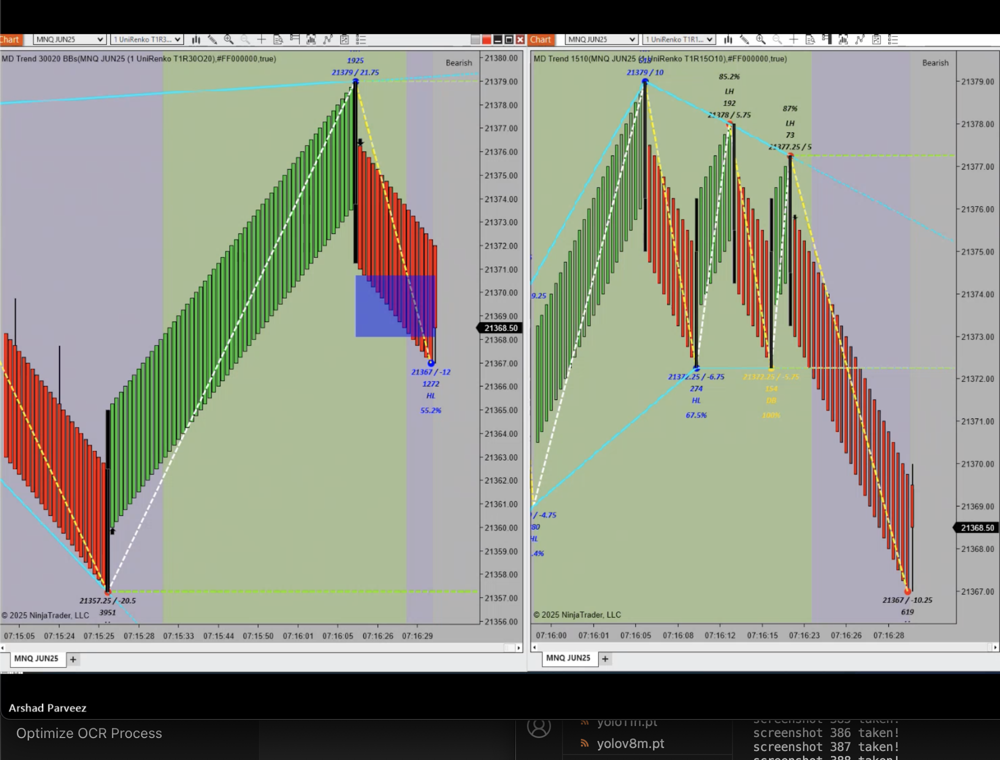 Chart
MNQ JUN25
1 UniRenko T1R3...
Chart
MNQ JUN25
1 UniRenko T1R1...
MD Trend 30020 BBs(MNQ JUN25 (1 UniRenko T1R30O20),#FF000000,true)
Bearish
1925
21379 / 21.75
21367 / -12
1272
HL
55.2%
21357.25 / -20.5
3951
© 2025 NinjaTrader, LLC
21380.00
21379.00
21378.00
21377.00
21376.00
21375.00
21374.00
21373.00
21372.00
21371.00
21370.00
21369.00
21368.50
21368.00
21367.00
21366.00
21365.00
21364.00
21363.00
21362.00
21361.00
21360.00
21359.00
21358.00
21357.00
21356.00
07:15:05
07:15:24
07:15:25
07:15:28
07:15:33
07:15:44
07:15:50
07:16:01
07:16:05
07:16:26
07:16:29
MNQ JUN25
+
MD Trend 1510(MNQ JUN25 (1 UniRenko T1R15O10),#FF000000,true)
Bearish
21379 / 10
85.2%
LH
192
21378 / 5.75
87%
LH
73
21377.25 / 5
9.25
21372.25 / -6.75
274
HL
67.5%
100%
/ -4.75
HL
21367 / -10.25
619
© 2025 NinjaTrader, LLC
21379.00
21378.00
21377.00
21376.00
21375.00
21374.00
21373.00
21372.00
21371.00
21370.00
21369.00
21368.50
21368.00
21367.00
07:16:00
07:16:01
07:16:05
07:16:08
07:16:12
07:16:15
07:16:23
07:16:26
07:16:28
MNQ JUN25
+
Arshad Parveez
Optimize OCR Process
yolo11n.pt
yolov8m.pt
screenshot 385 taken!
screenshot 386 taken!
screenshot 387 taken!
screenshot 388 taken!